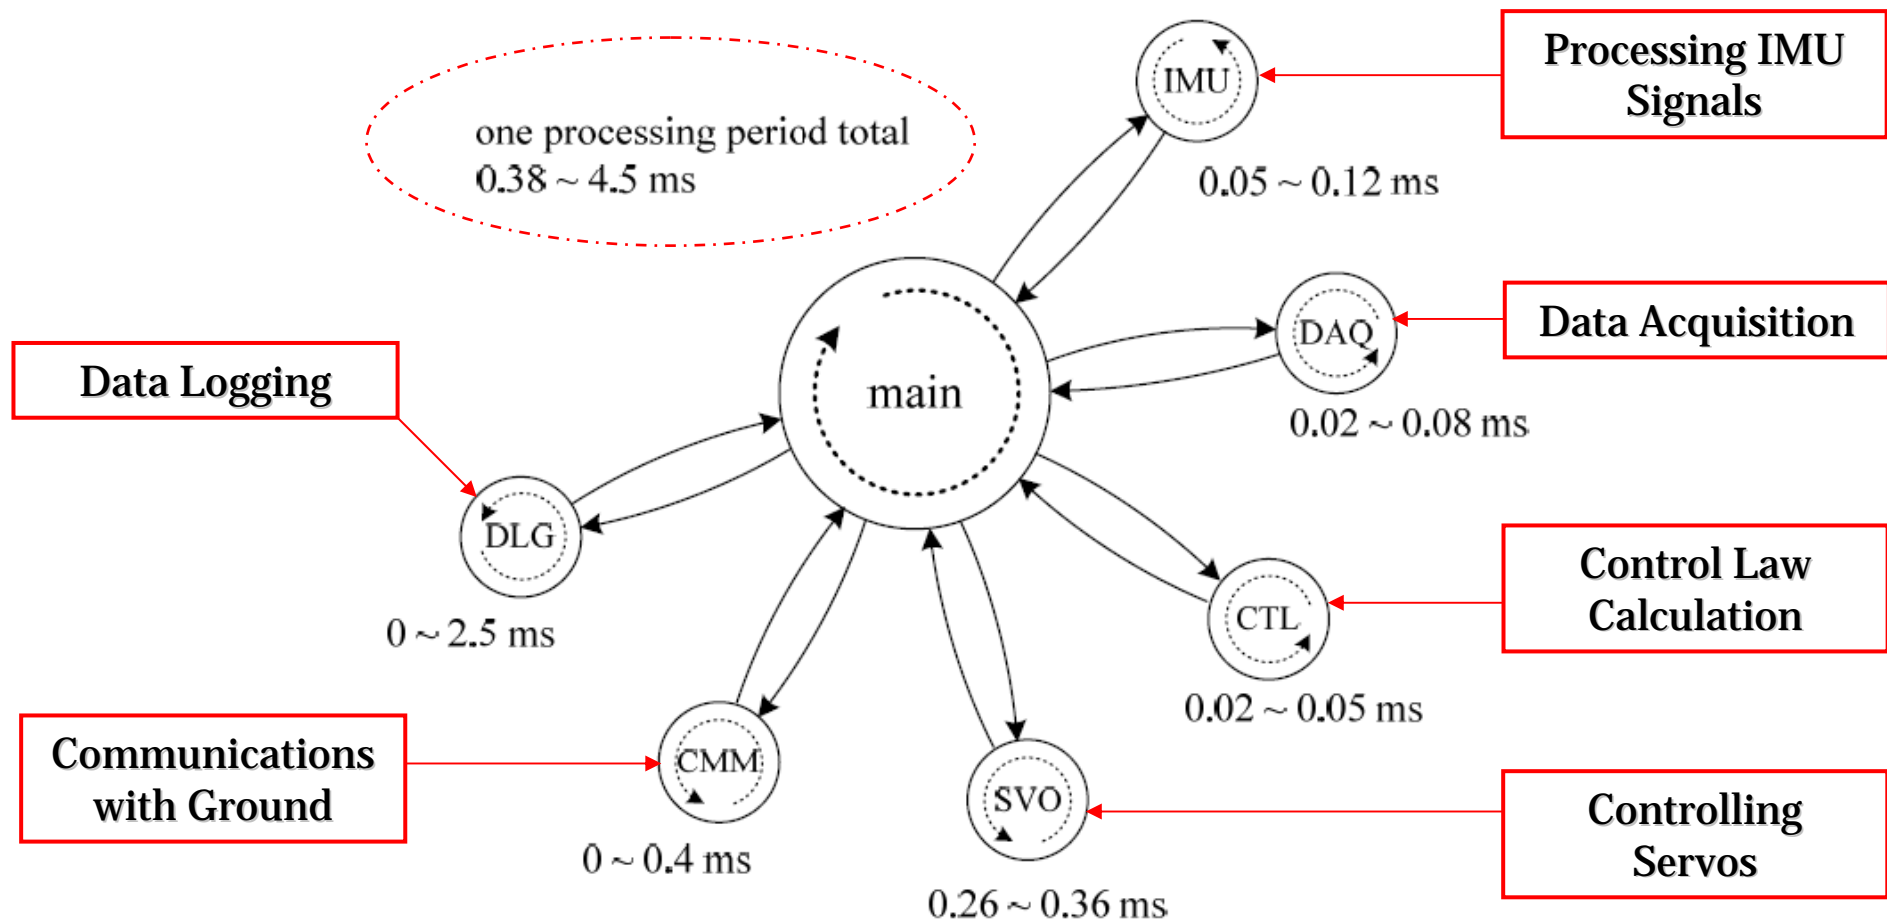 one processing period total
0.38 ~ 4.5 ms
IMU
Processing IMU
Signals
0.05 ~ 0.12 ms
main
DAQ
Data Acquisition
0.02 ~ 0.08 ms
Data Logging
DLG
0 ~ 2.5 ms
CTL
Control Law
Calculation
0.02 ~ 0.05 ms
Communications
with Ground
CMM
0 ~ 0.4 ms
SVO
Controlling
Servos
0.26 ~ 0.36 ms